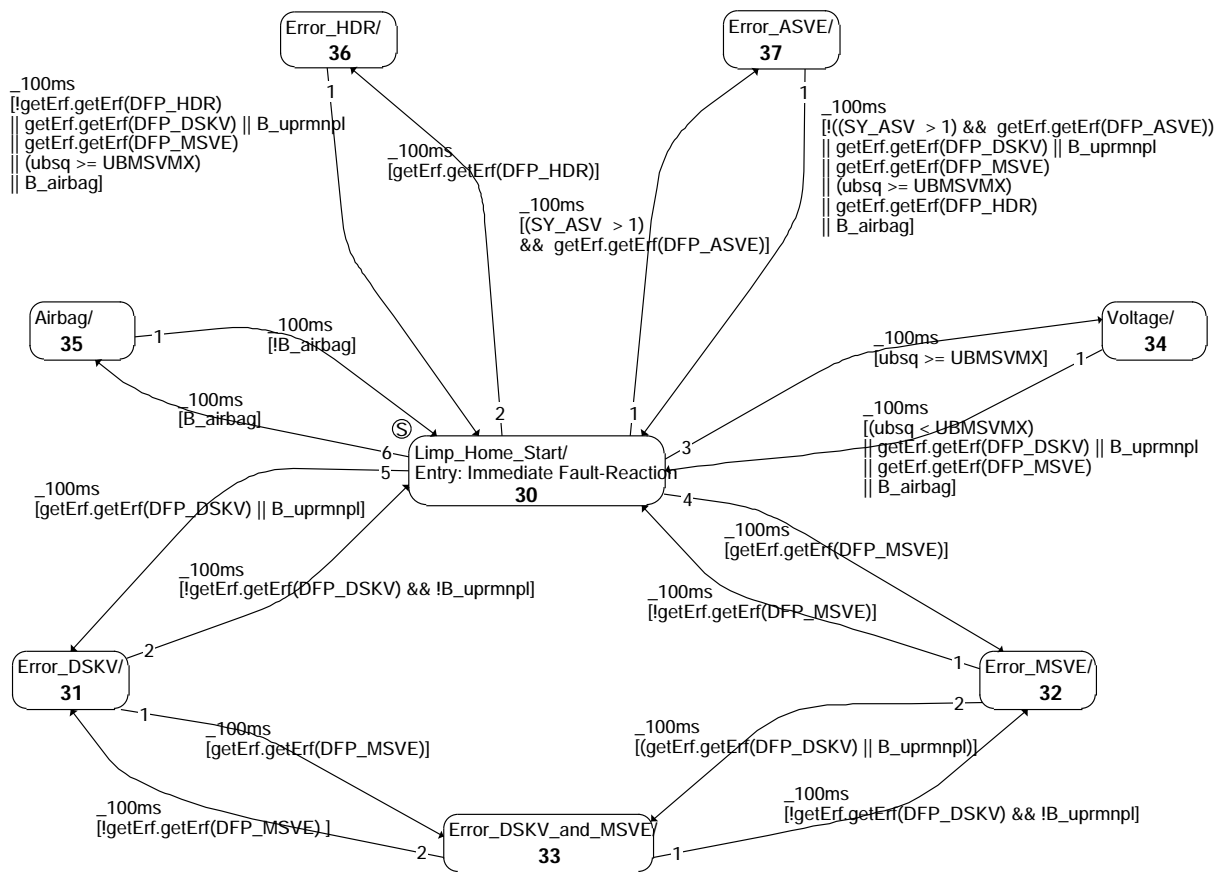 Error_HDR/
36
Error_ASVE/
37
1
1
_100ms
[!getErf.getErf(DFP_HDR)
|| getErf.getErf(DFP_DSKV) || B_uprmnpl
|| getErf.getErf(DFP_MSVE)
|| (ubsq >= UBMSVMX)
|| B_airbag]
_100ms
[!((SY_ASV > 1) && getErf.getErf(DFP_ASVE))
|| getErf.getErf(DFP_DSKV) || B_uprmnpl
|| getErf.getErf(DFP_MSVE)
|| (ubsq >= UBMSVMX)
|| getErf.getErf(DFP_HDR)
|| B_airbag]
_100ms
[getErf.getErf(DFP_HDR)]
_100ms
[(SY_ASV > 1)
&& getErf.getErf(DFP_ASVE)]
Airbag/
35
1
_100ms
[!B_airbag]
Voltage/
34
1
_100ms
[ubsq >= UBMSVMX]
_100ms
[B_airbag]
2
1
_100ms
[(ubsq < UBMSVMX)
|| getErf.getErf(DFP_DSKV) || B_uprmnpl
|| getErf.getErf(DFP_MSVE)
|| B_airbag]
S
6
5
Limp_Home_Start/
Entry: Immediate Fault-Reaction
30
3
4
_100ms
[getErf.getErf(DFP_DSKV) || B_uprmnpl]
_100ms
[getErf.getErf(DFP_MSVE)]
_100ms
[!getErf.getErf(DFP_DSKV) && !B_uprmnpl]
_100ms
[!getErf.getErf(DFP_MSVE)]
Error_DSKV/
31
2
1
Error_MSVE/
32
1
2
_100ms
[getErf.getErf(DFP_MSVE)]
_100ms
[(getErf.getErf(DFP_DSKV) || B_uprmnpl)]
_100ms
[!getErf.getErf(DFP_MSVE) ]
_100ms
[!getErf.getErf(DFP_DSKV) && !B_uprmnpl]
Error_DSKV_and_MSVE/
33
2
1